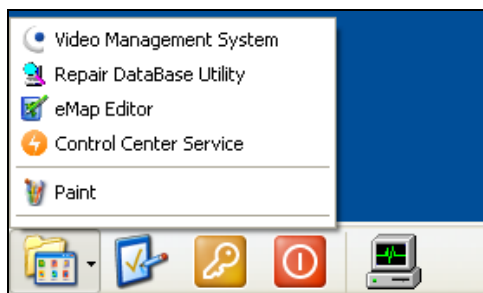 Video Management System
Repair DataBase Utility
eMap Editor
Control Center Service
Paint